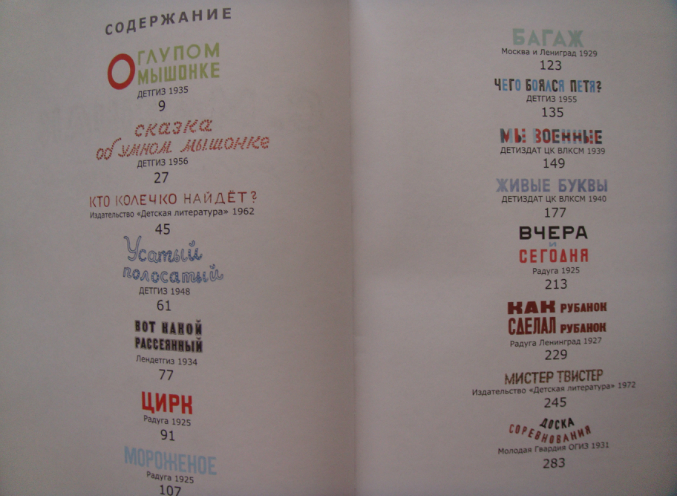 СОДЕРЖАНИЕ
О ГЛУПОМ
МЫШОНКЕ
ДЕТГИЗ 1935
9
сказка
об умном мышонке
ДЕТГИЗ 1956
27
КТО КОЛЕЧКО НАЙДЁТ?
Издательство «Детская литература» 1962
45
Усатый
полосатый
ДЕТГИЗ 1948
61
ВОТ КАКОЙ
РАССЕЯННЫЙ
Лендетгиз 1934
77
ЦИРК
Радуга 1925
91
МОРОЖЕНОЕ
Радуга 1925
107
БАГАЖ
Москва и Лениград 1929
123
ЧЕГО БОЯЛСЯ ПЕТЯ?
ДЕТГИЗ 1955
135
МЫ ВОЕННЫЕ
ДЕТИЗДАТ ЦК ВЛКСМ 1939
149
ЖИВЫЕ БУКВЫ
ДЕТИЗДАТ ЦК ВЛКСМ 1940
177
ВЧЕРА
И
СЕГОДНЯ
Радуга 1925
213
КАК РУБАНОК
СДЕЛАЛ РУБАНОК
Радуга Ленинград 1927
229
МИСТЕР ТВИСТЕР
Издательство «Детская литература» 1972
245
ДОСКА
СОРЕВНОВАНИЯ
Молодая Гвардия ОГИЗ 1931
283